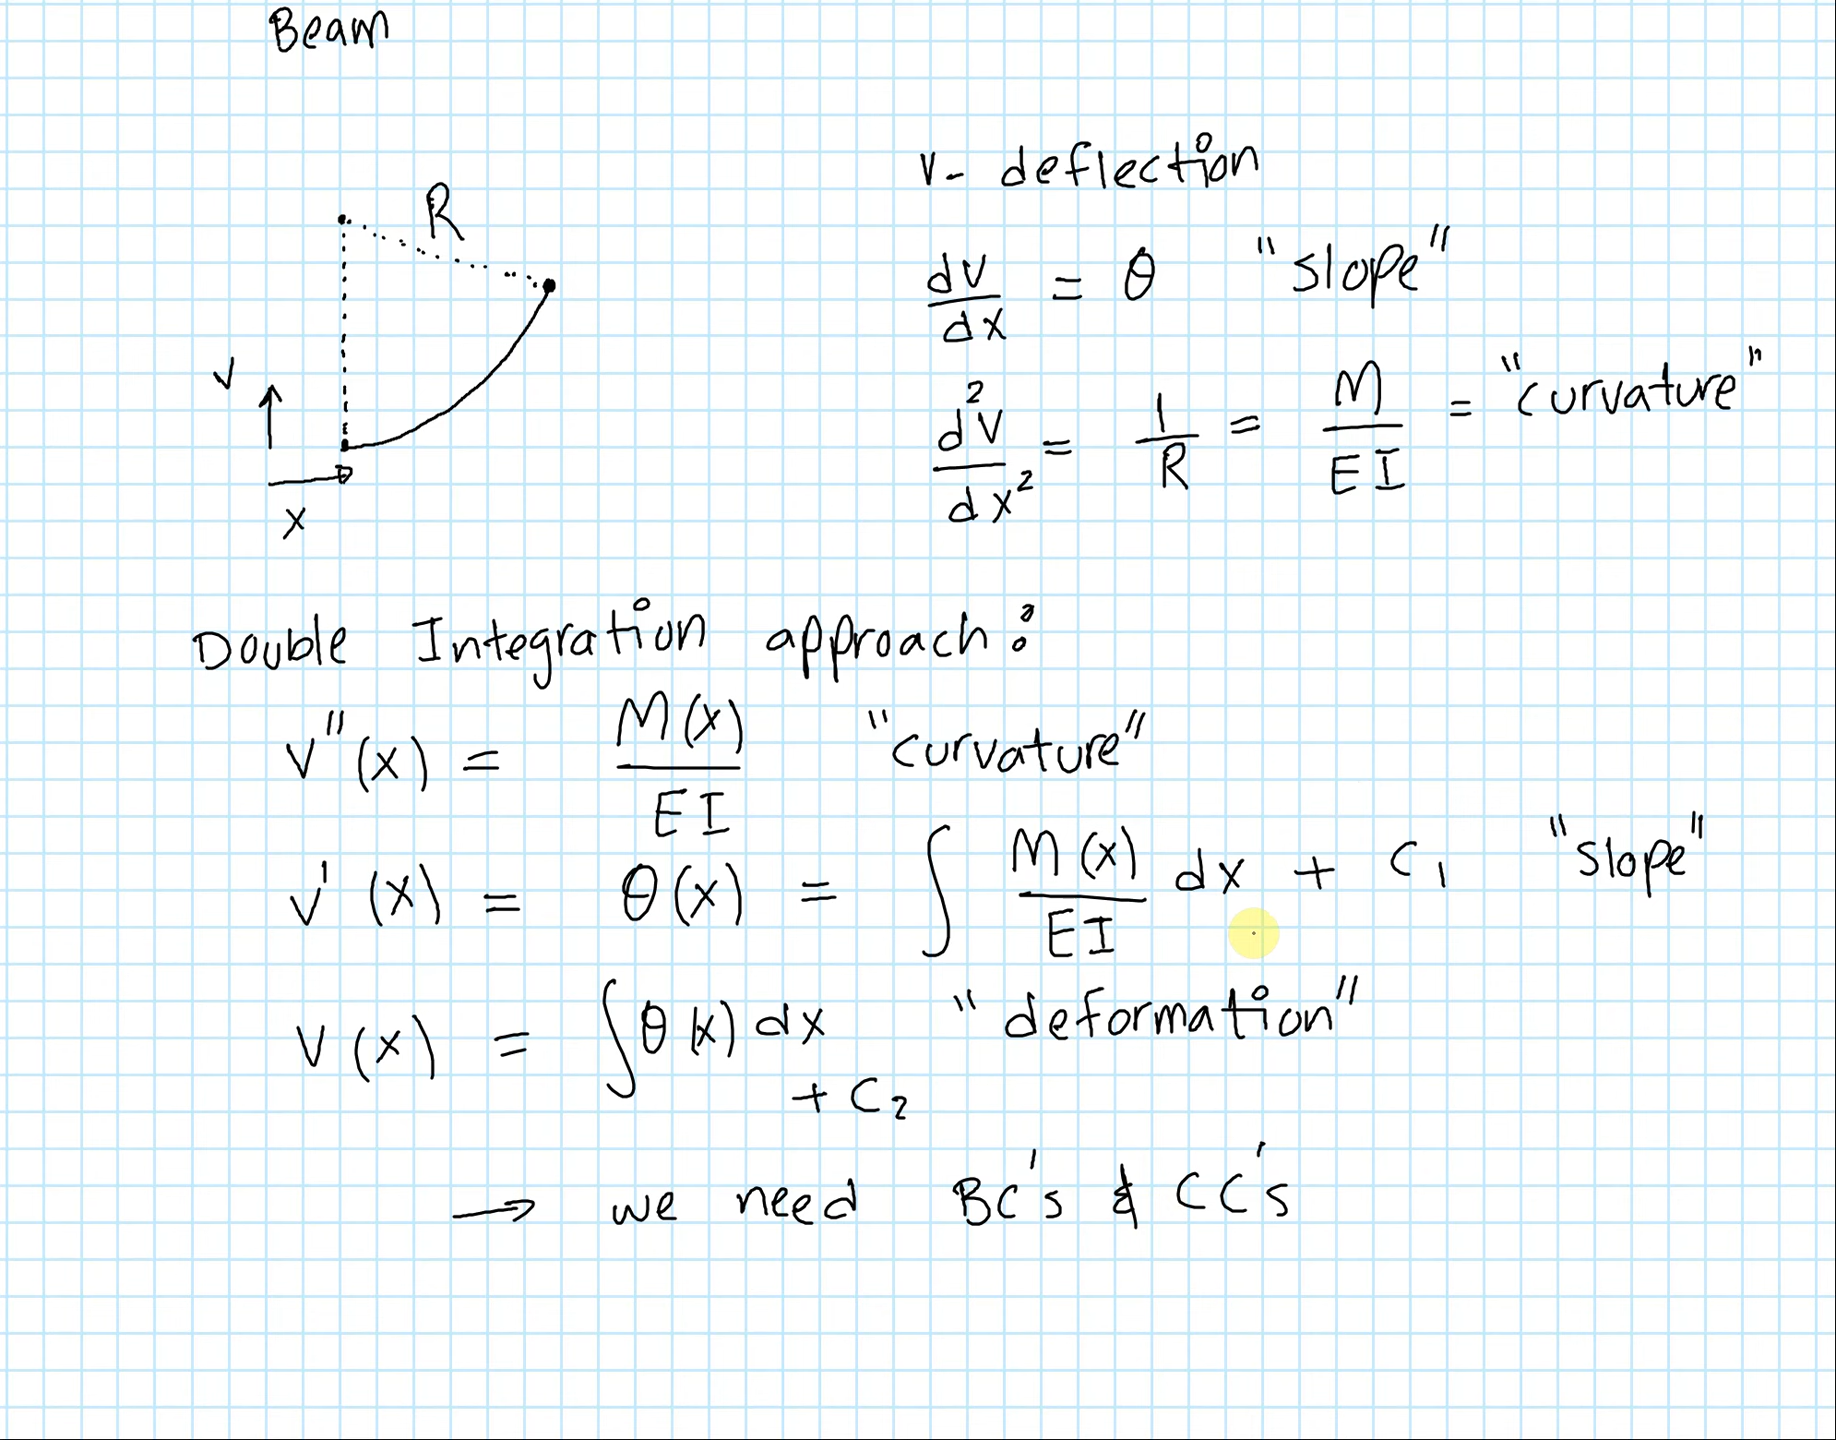 Beam
R
v
x
v - deflection
dv/dx = θ "slope"
d²v/dx² = 1/R = M/EI = "curvature"
Double Integration approach:
v''(x) = M(x)/EI "curvature"
v'(x) = θ(x) = ∫ M(x)/EI dx + C₁ "slope"
v(x) = ∫θ(x) dx "deformation"
+ C₂
→ we need BC's & CC's